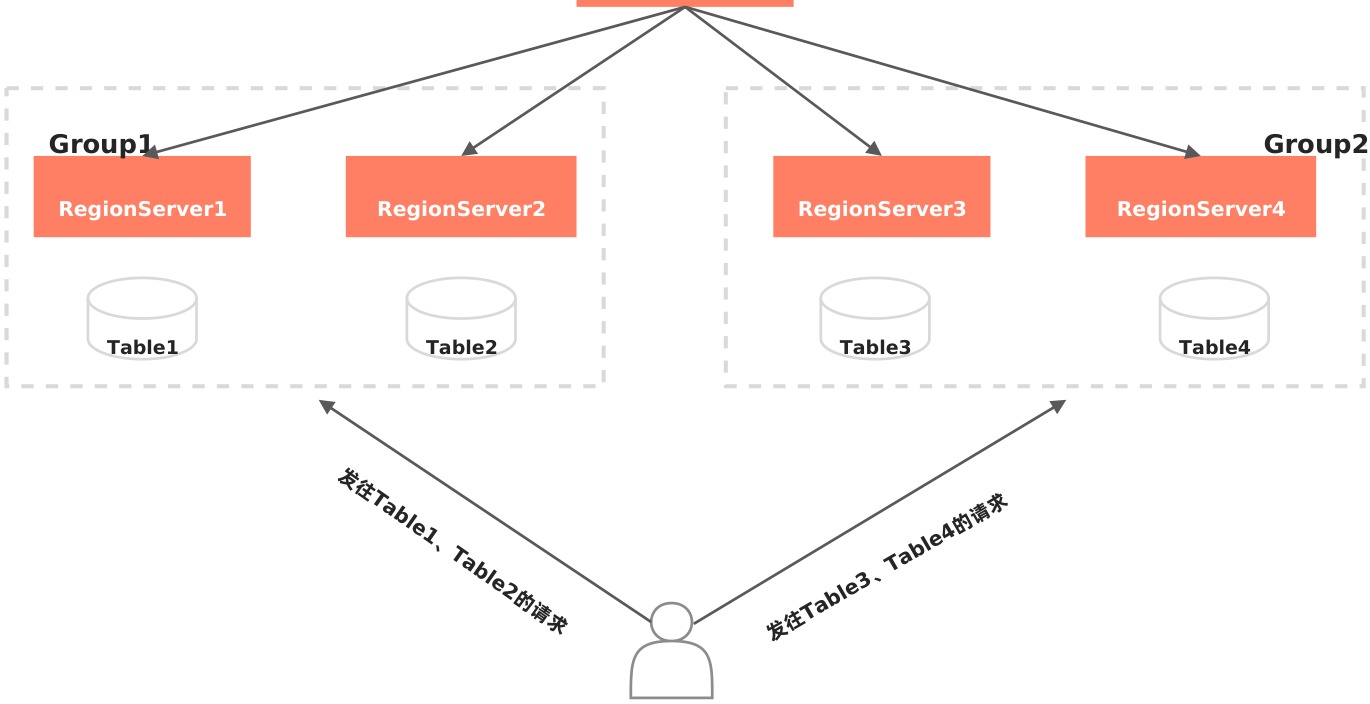 Group1
Group2
RegionServer1
RegionServer2
RegionServer3
RegionServer4
Table1
Table2
Table3
Table4
发往Table1、Table2的请求
发往Table3、Table4的请求